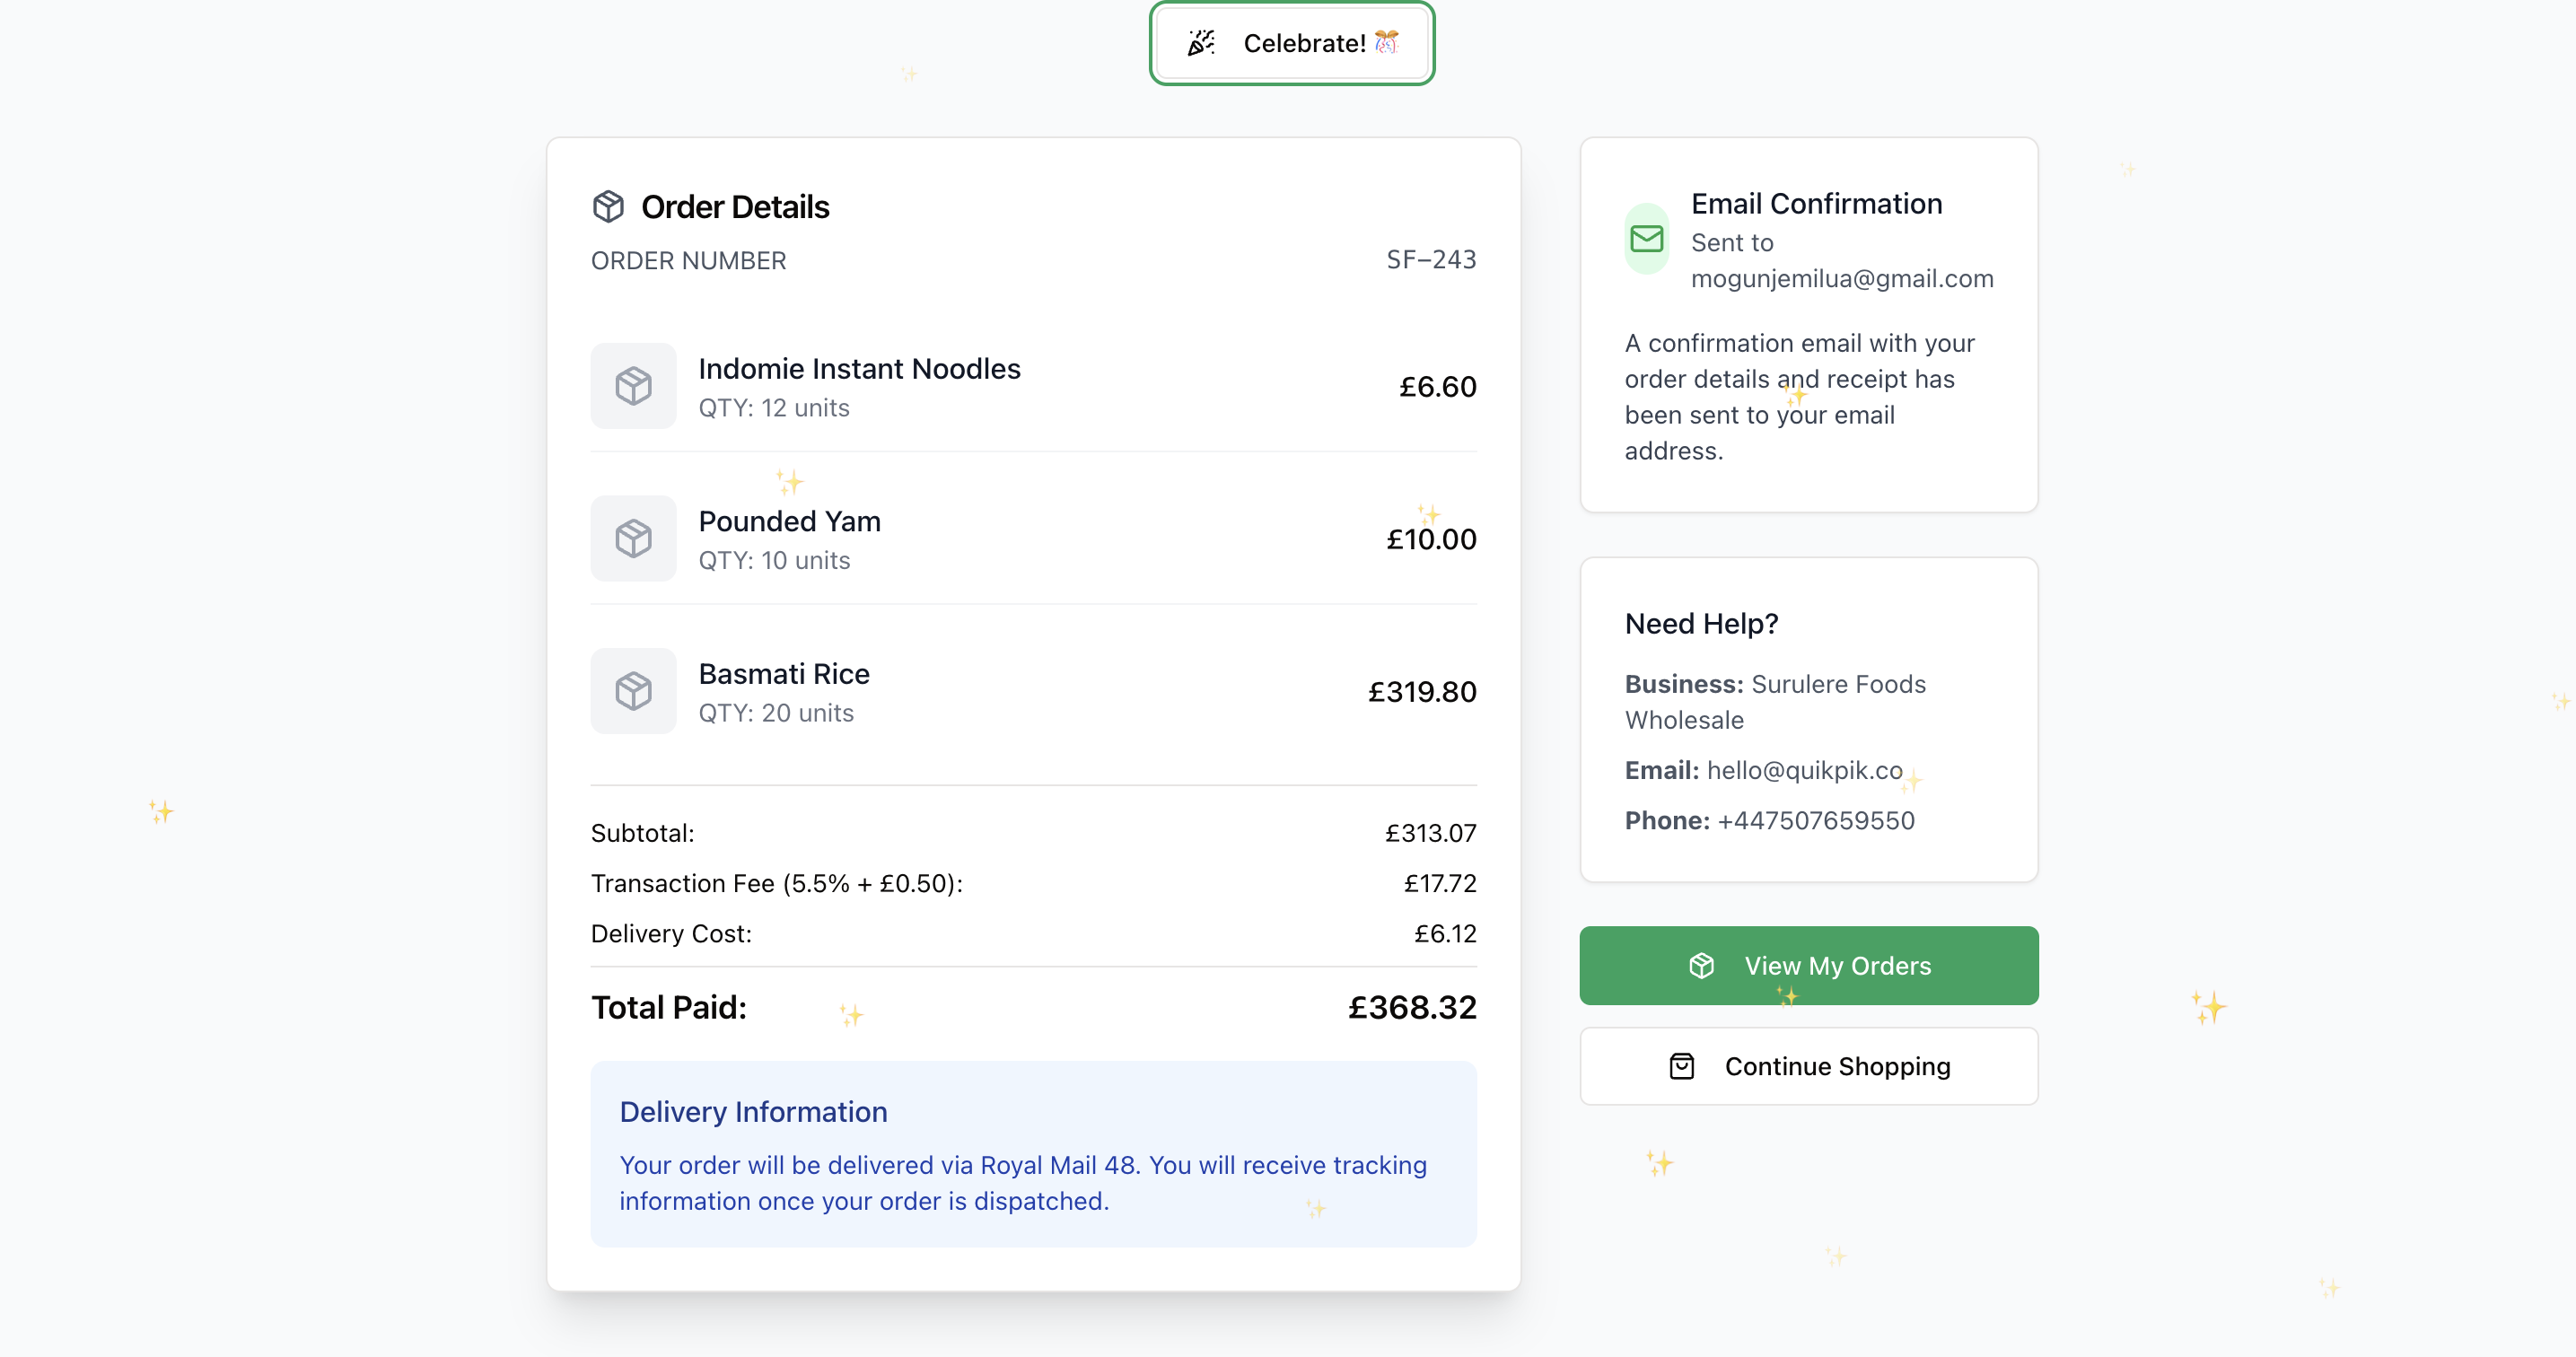 Celebrate! 🎊
Order Details
ORDER NUMBER
SF-243
Indomie Instant Noodles
QTY: 12 units
£6.60
Pounded Yam
QTY: 10 units
£10.00
Basmati Rice
QTY: 20 units
£319.80
Subtotal:
£313.07
Transaction Fee (5.5% + £0.50):
£17.72
Delivery Cost:
£6.12
Total Paid:
£368.32
Delivery Information
Your order will be delivered via Royal Mail 48. You will receive tracking
information once your order is dispatched.
Email Confirmation
Sent to
mogunjemilua@gmail.com
A confirmation email with your
order details and receipt has
been sent to your email
address.
Need Help?
Business: Surulere Foods
Wholesale
Email: hello@quikpik.co
Phone: +447507659550
View My Orders
Continue Shopping